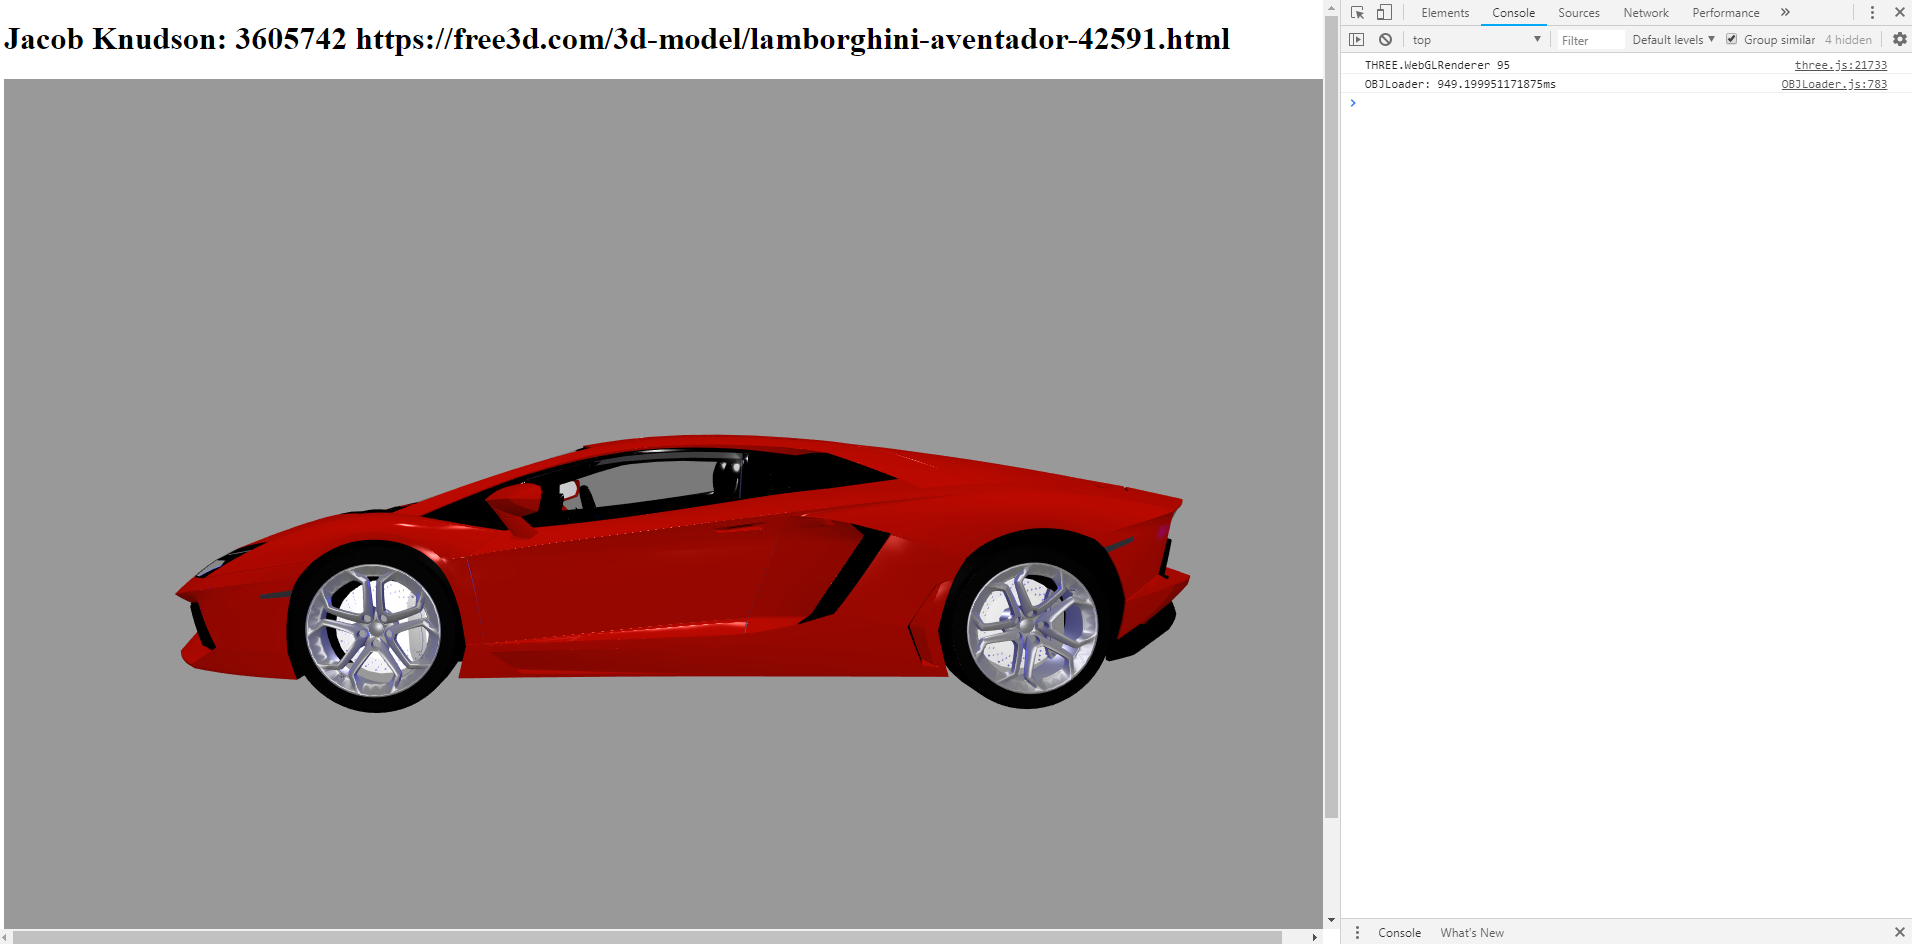 Jacob Knudson: 3605742 https://free3d.com/3d-model/lamborghini-aventador-42591.html
Elements Console Sources Network Performance »
top Filter Default levels Group similar 4 hidden
THREE.WebGLRenderer 95 three.js:21733
OBJLoader: 949.199951171875ms OBJLoader.js:783
Console What's New